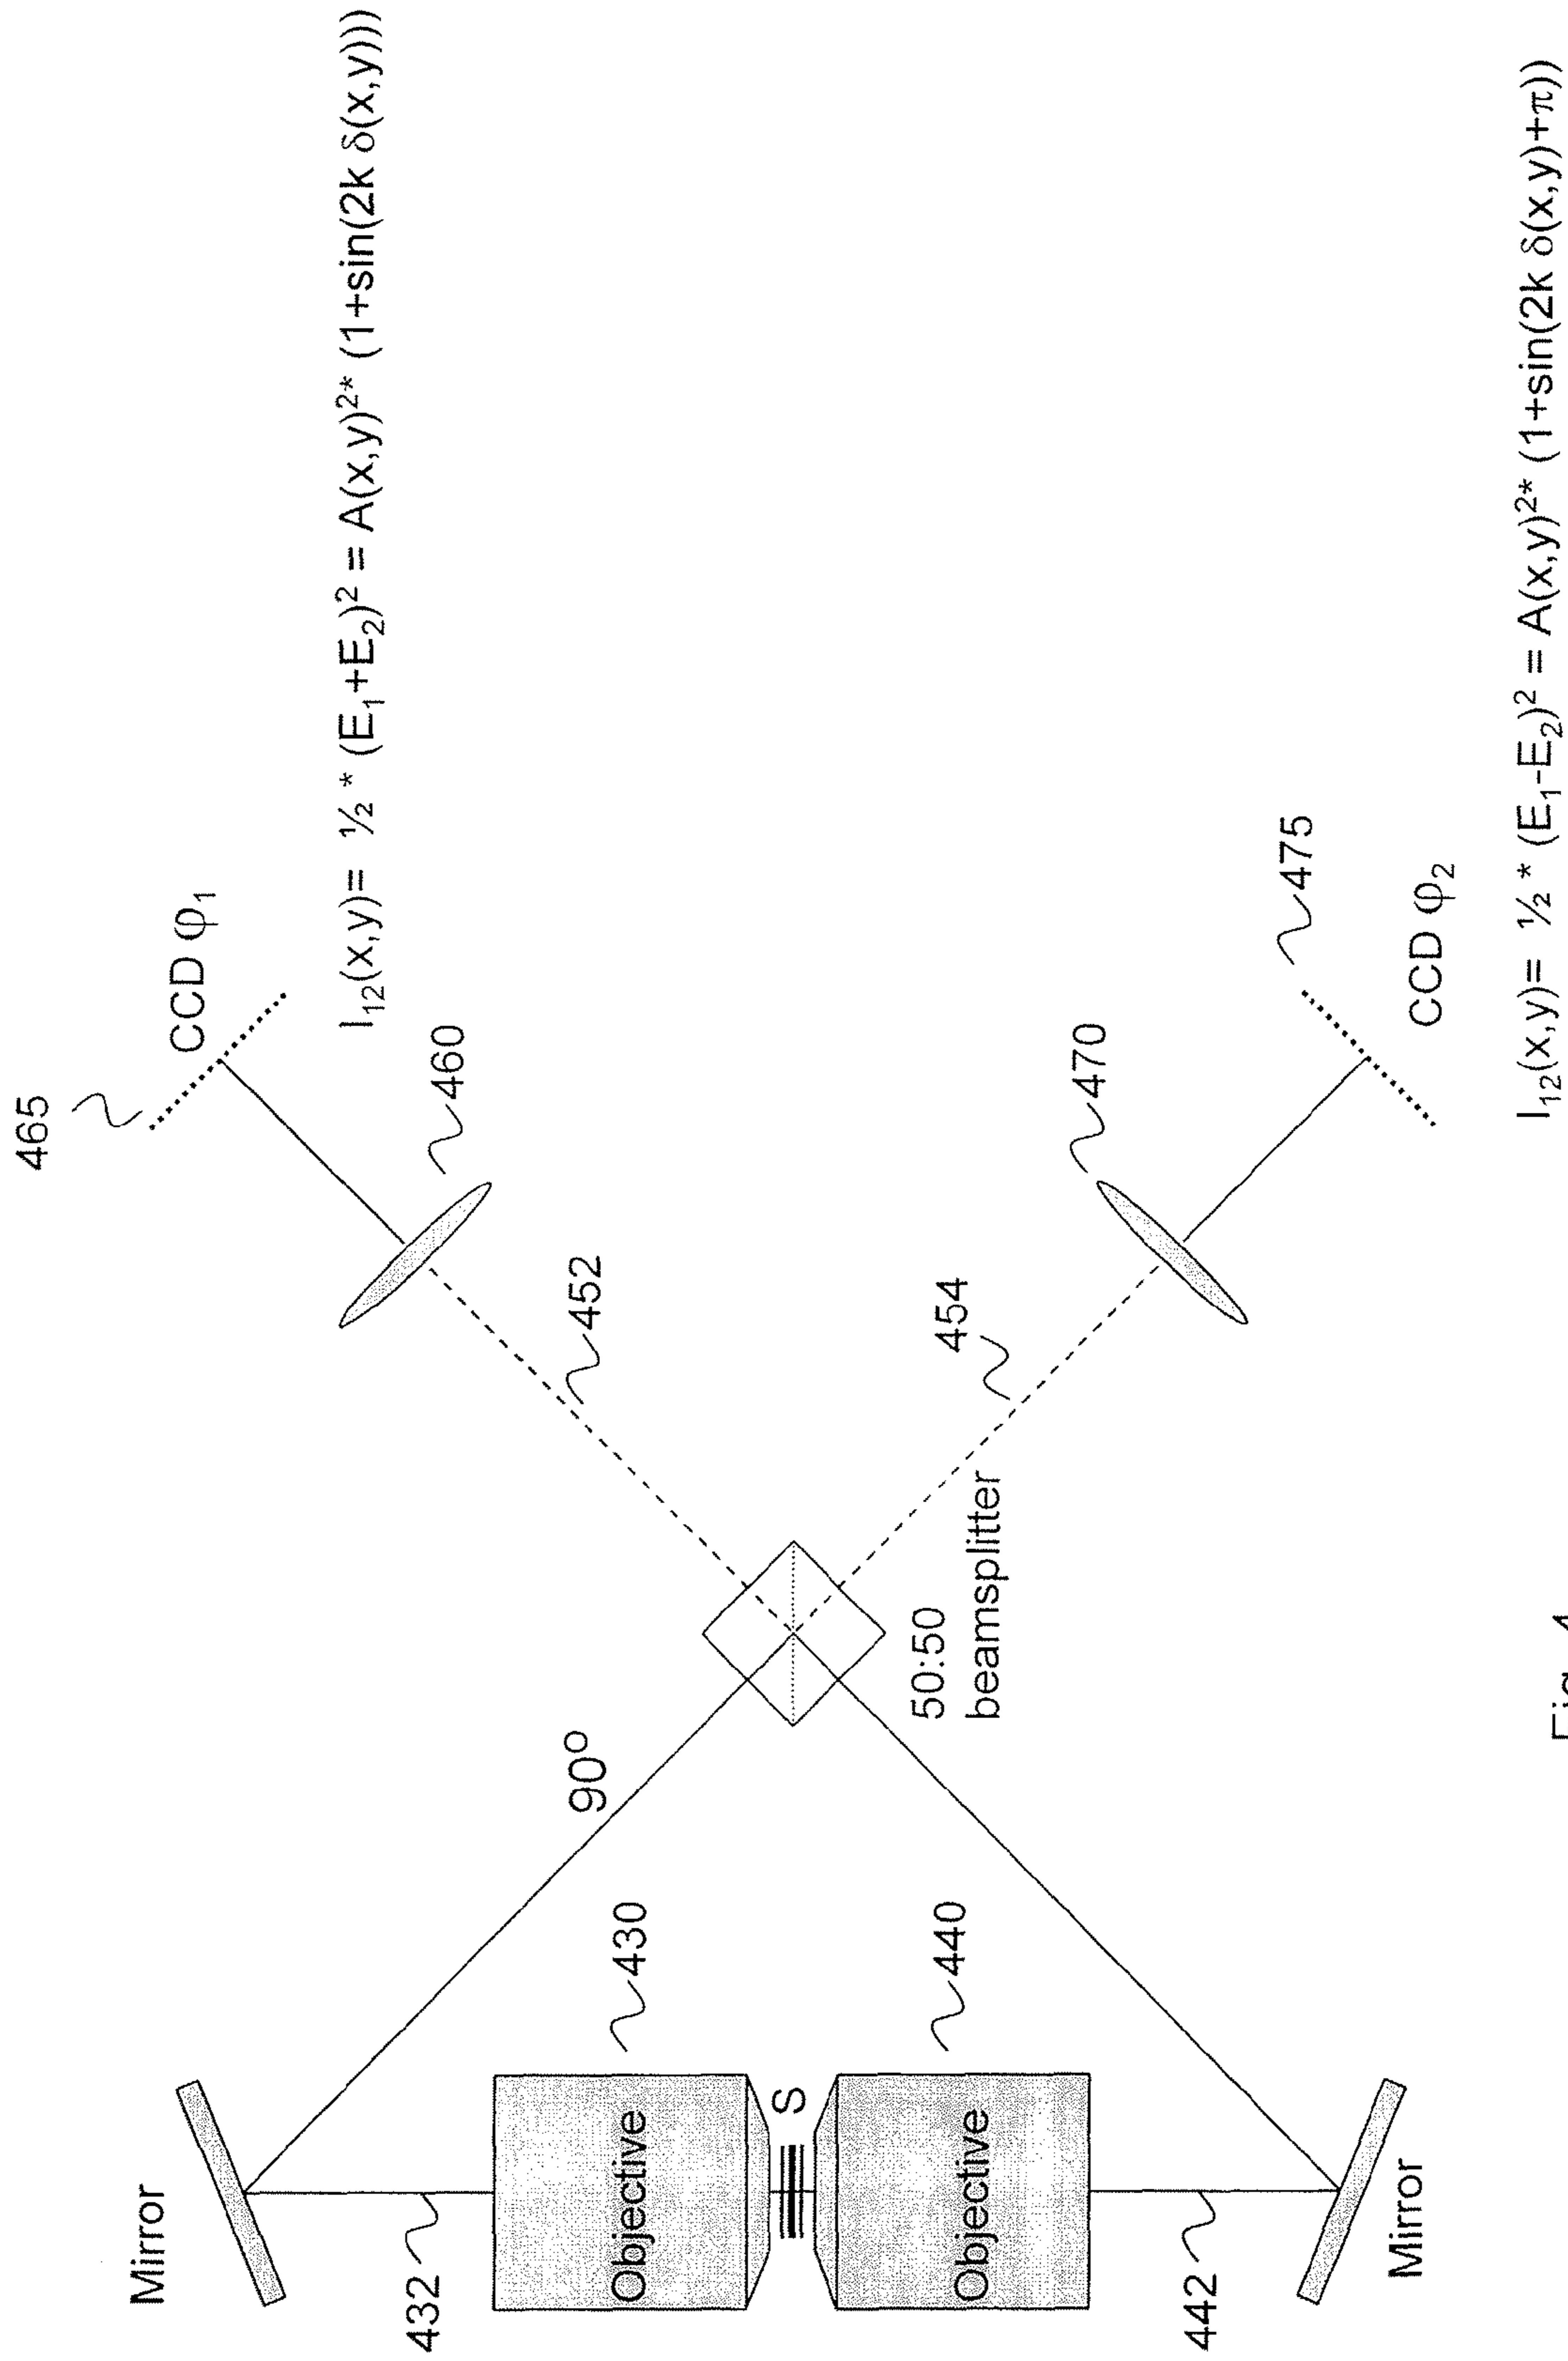 465
CCD φ₁
I₁₂(x,y)= ½ * (E₁+E₂)² = A(x,y)²* (1+sin(2k δ(x,y)))
460
452
Mirror
90°
432
Objective
430
S
Objective
440
442
Mirror
50:50
beamsplitter
454
470
475
CCD φ₂
I₁₂(x,y)= ½ * (E₁-E₂)² = A(x,y)²* (1+sin(2k δ(x,y)+π))